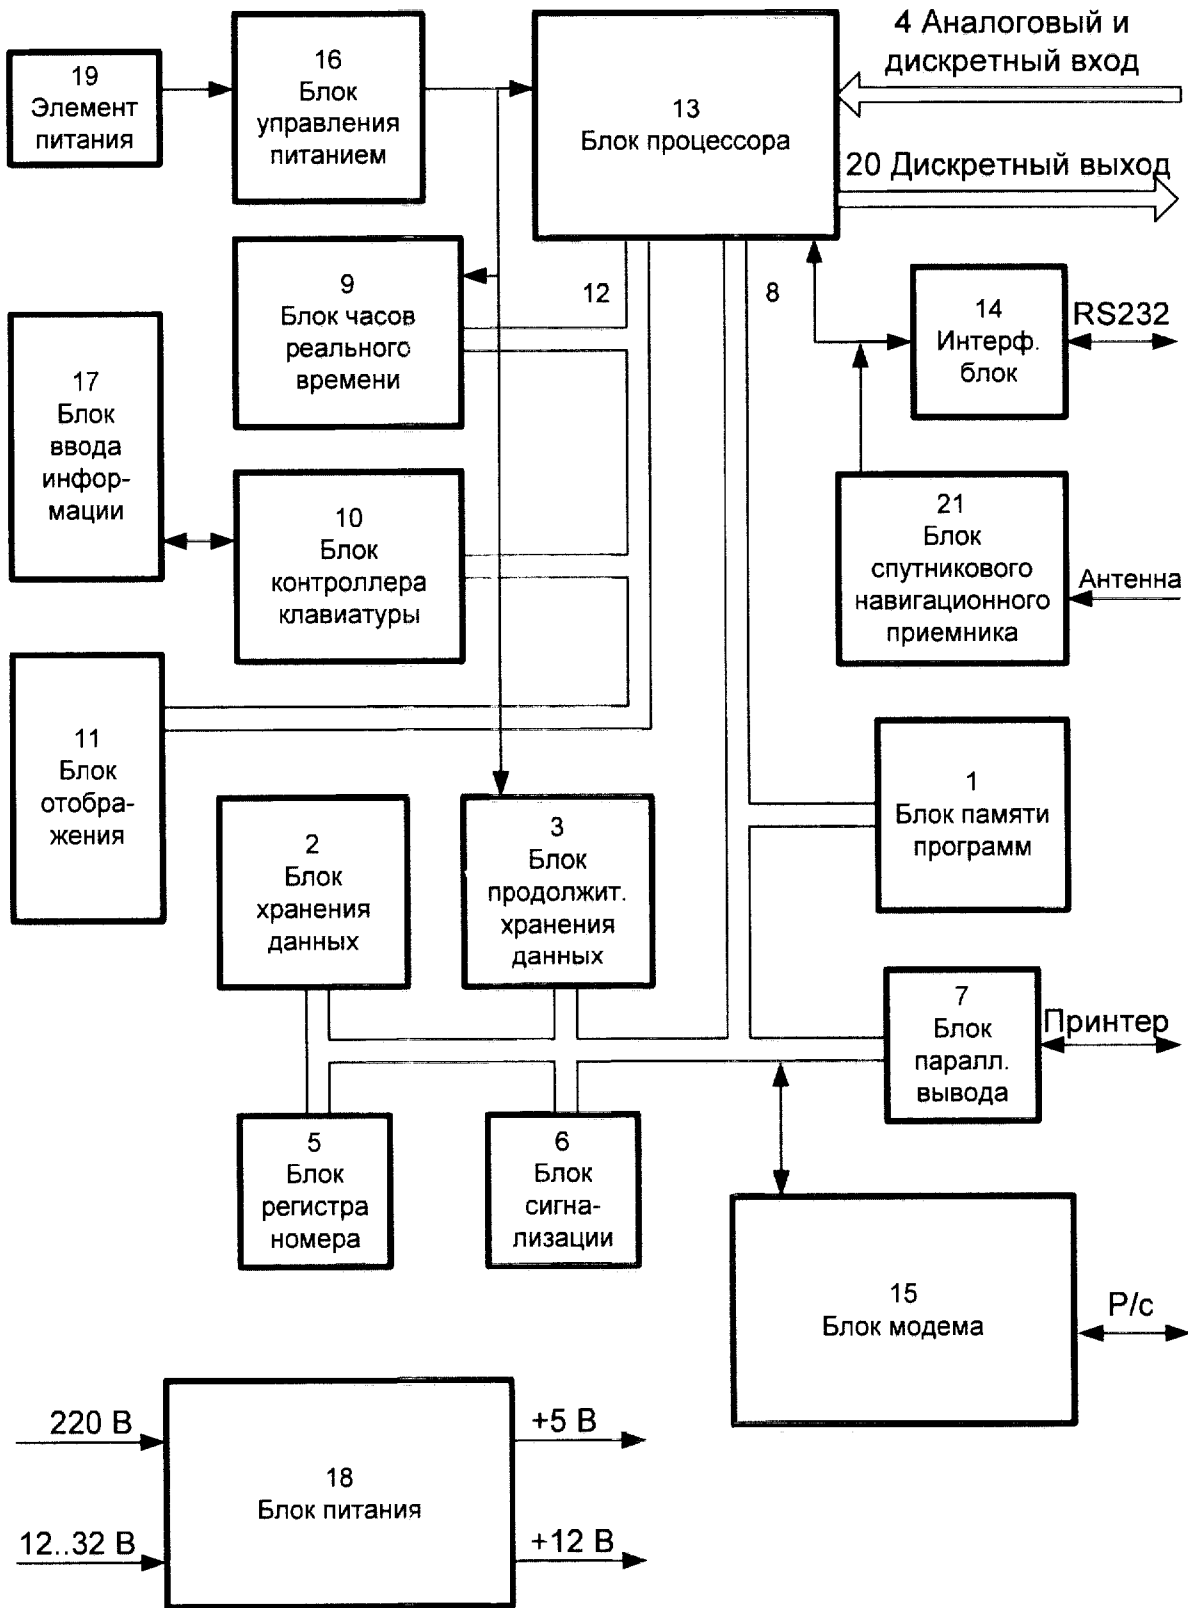 19
Элемент
питания
16
Блок
управления
питанием
13
Блок процессора
4 Аналоговый и
дискретный вход
20 Дискретный выход
9
Блок часов
реального
времени
12
8
14
Интерф.
блок
RS232
17
Блок
ввода
инфор-
мации
10
Блок
контроллера
клавиатуры
21
Блок
спутникового
навигационного
приемника
Антенна
11
Блок
отобра-
жения
2
Блок
хранения
данных
3
Блок
продолжит.
хранения
данных
1
Блок памяти
программ
7
Блок
паралл.
вывода
Принтер
5
Блок
регистра
номера
6
Блок
сигна-
лизации
15
Блок модема
Р/с
220 В
12..32 В
18
Блок питания
+5 В
+12 В